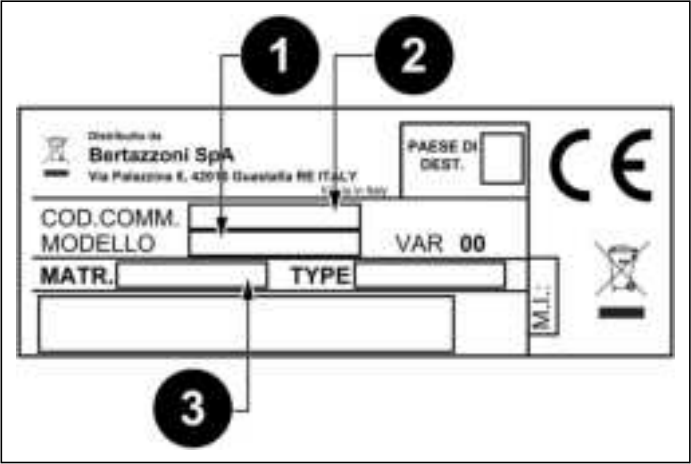 1
2
Distribuito da
Bertazzoni SpA
Via Palazzina 8, 42016 Guastalla RE ITALY
Made in Italy
PAESE DI
DEST.
CE
COD.COMM.
MODELLO
VAR 00
MATR.
TYPE
M.I.:
3